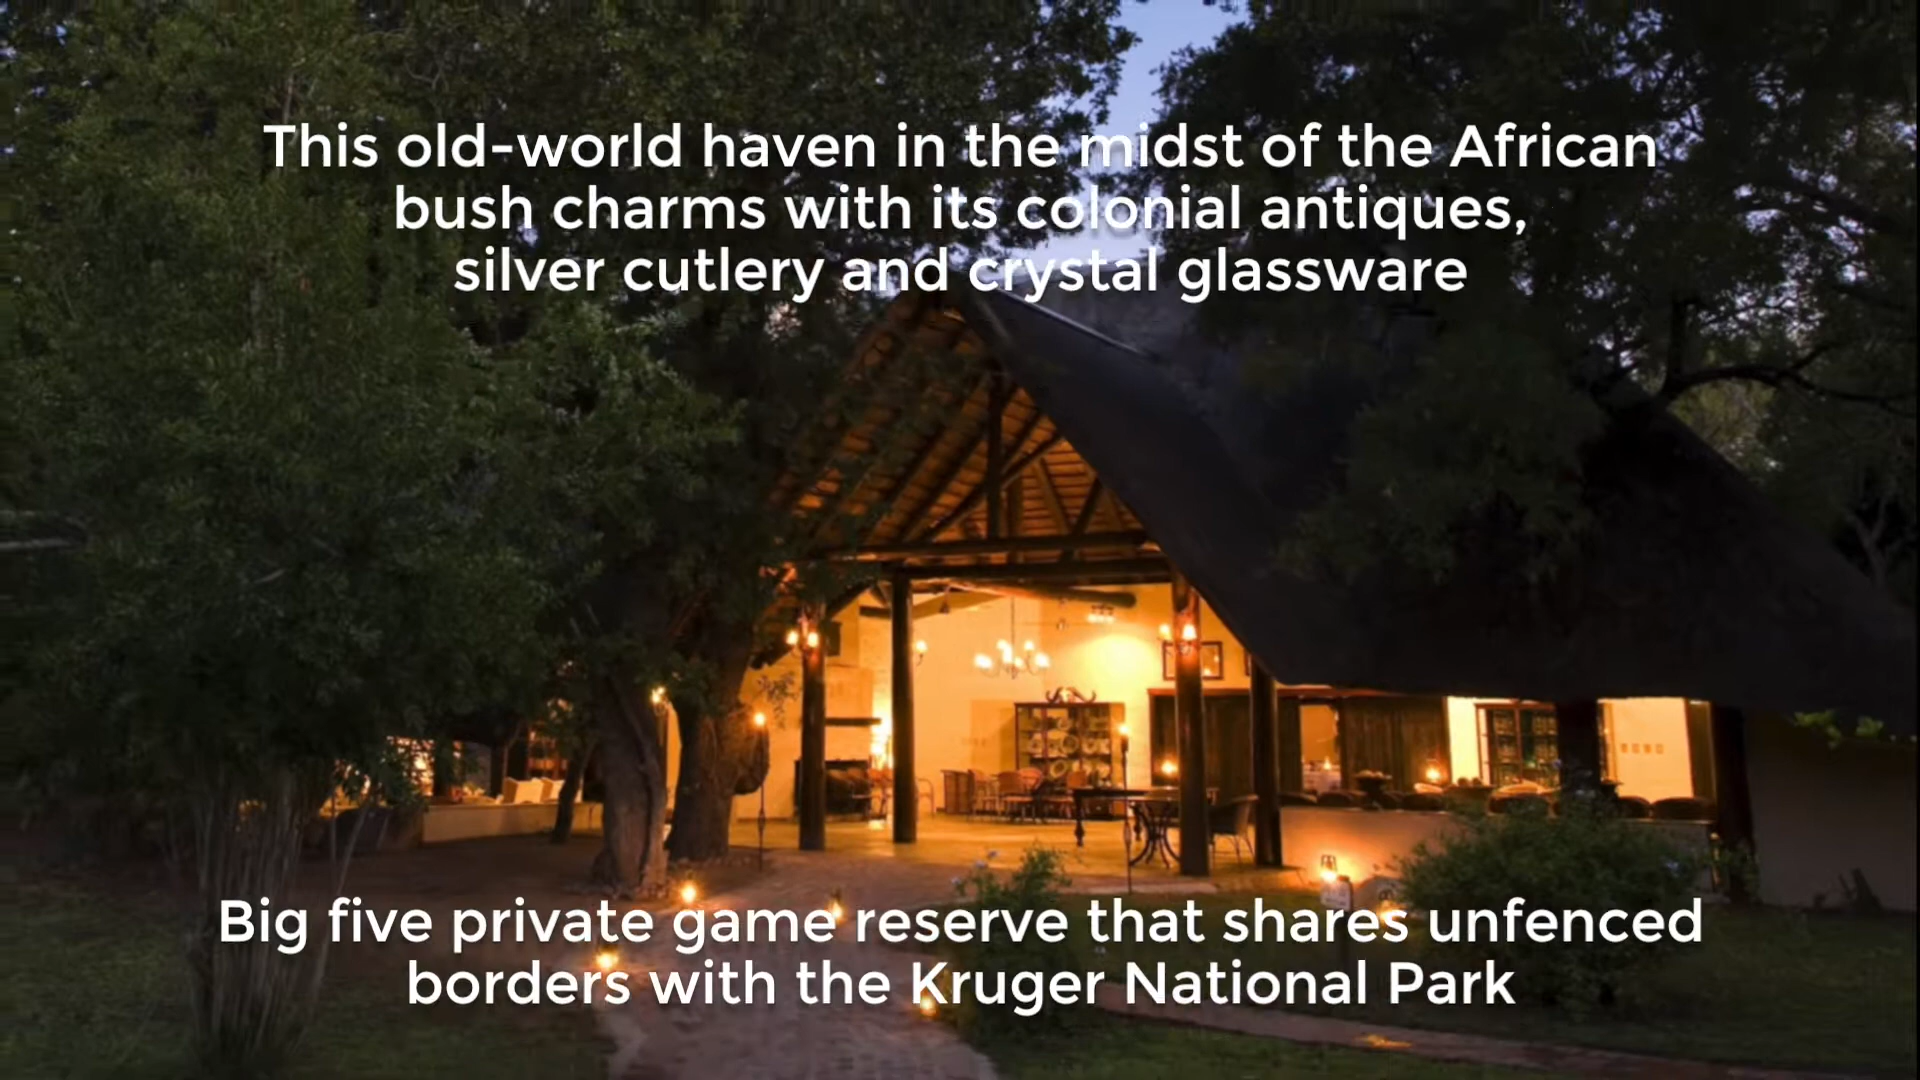 This old-world haven in the midst of the African
bush charms with its colonial antiques,
silver cutlery and crystal glassware
Big five private game reserve that shares unfenced
borders with the Kruger National Park